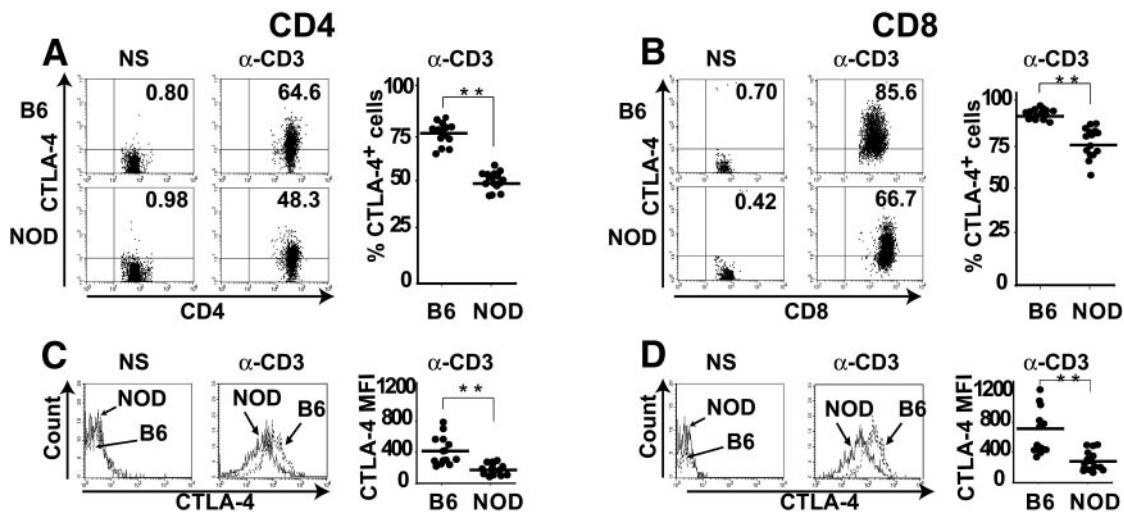 CD4
CD8
A
NS
α-CD3
α-CD3
B6
NOD
CTLA-4
0.80
64.6
0.98
48.3
CD4
% CTLA-4+ cells
100
75
50
25
0
* *
B6 NOD
B
NS
α-CD3
α-CD3
B6
NOD
CTLA-4
0.70
85.6
0.42
66.7
CD8
% CTLA-4+ cells
100
75
50
25
0
* *
B6 NOD
C
NS
α-CD3
α-CD3
Count
NOD
B6
NOD
B6
CTLA-4
CTLA-4 MFI
1200
800
400
0
* *
B6 NOD
D
NS
α-CD3
α-CD3
Count
NOD
B6
NOD
B6
CTLA-4
CTLA-4 MFI
1200
800
400
0
* *
B6 NOD